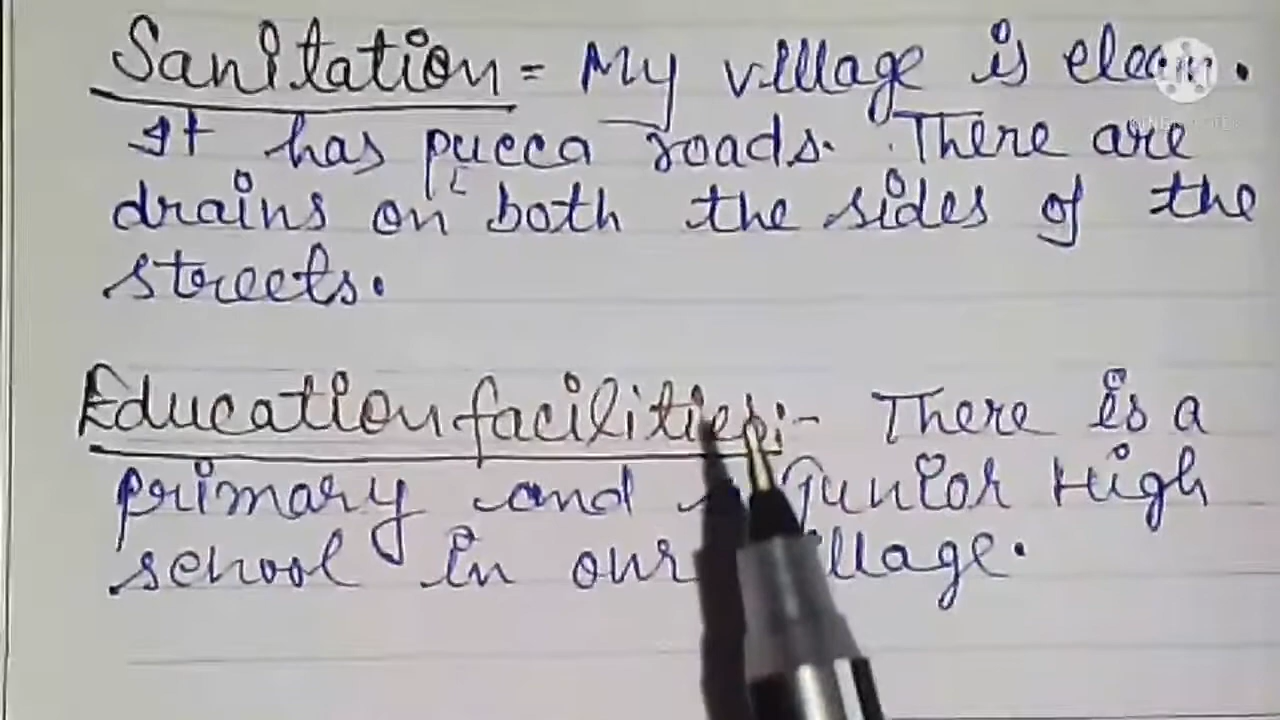 Sanitation = My village is clean.
It has pucca roads. There are
drains on both the sides of the
streets.
Education facilities:- There is a
primary and Junior High
school in our